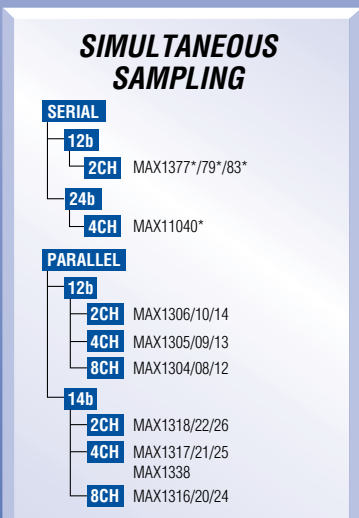 SIMULTANEOUS
SAMPLING
SERIAL
12b
2CH MAX1377*/79*/83*
24b
4CH MAX11040*
PARALLEL
12b
2CH MAX1306/10/14
4CH MAX1305/09/13
8CH MAX1304/08/12
14b
2CH MAX1318/22/26
4CH MAX1317/21/25
MAX1338
8CH MAX1316/20/24